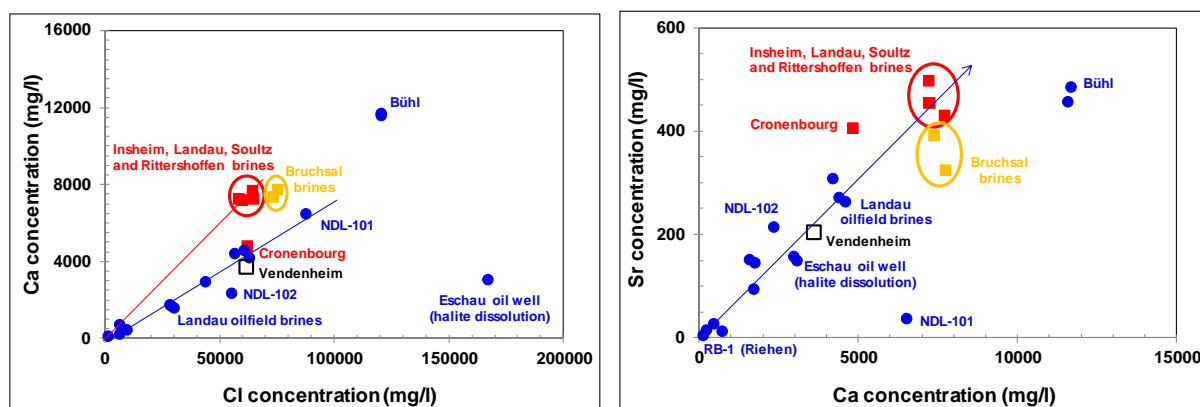 16000
12000
8000
4000
0
Ca concentration (mg/l)
Bühl
Insheim, Landau, Soultz
and Rittershoffen brines
Bruchsal
brines
NDL-101
Cronenbourg
Vendenheim
NDL-102
Landau oilfield brines
Eschau oil well
(halite dissolution)
0
50000
100000
150000
200000
Cl concentration (mg/l)
600
400
200
0
Sr concentration (mg/l)
Insheim, Landau, Soultz
and Rittershoffen brines
Bühl
Cronenbourg
Bruchsal
brines
Landau
oilfield brines
NDL-102
Vendenheim
Eschau oil well
(halite dissolution)
NDL-101
RB-1 (Riehen)
0
5000
10000
15000
Ca concentration (mg/l)